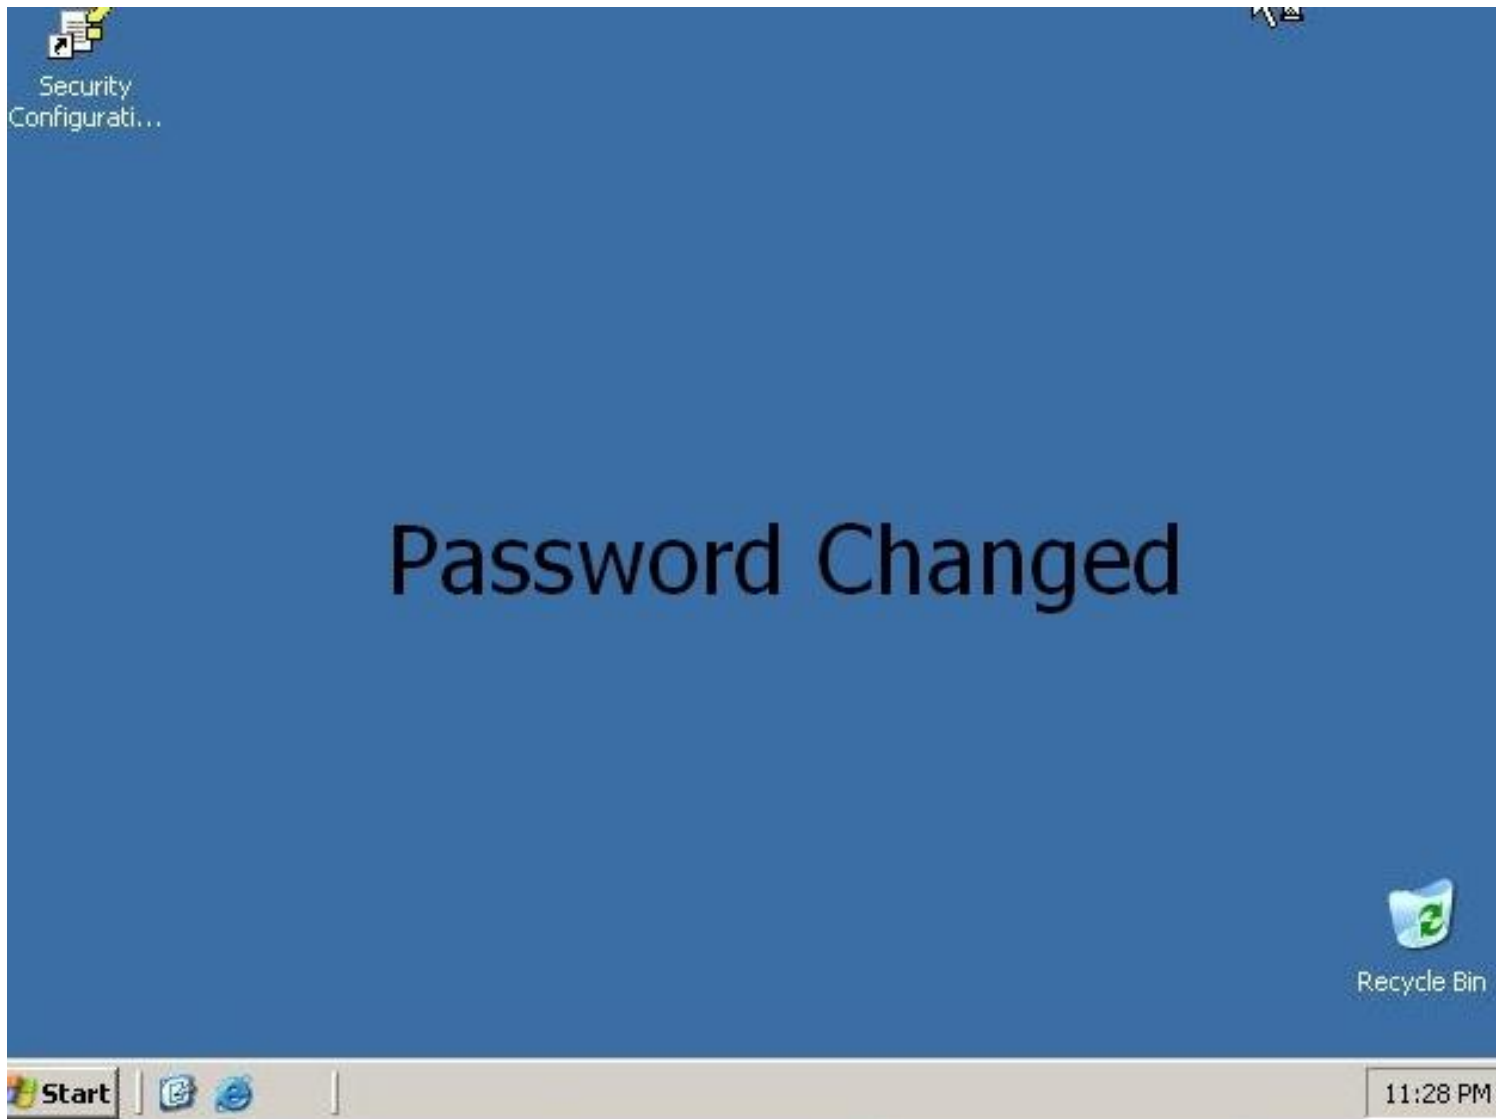 Security
Configurati...
Password Changed
Recycle Bin
Start
11:28 PM